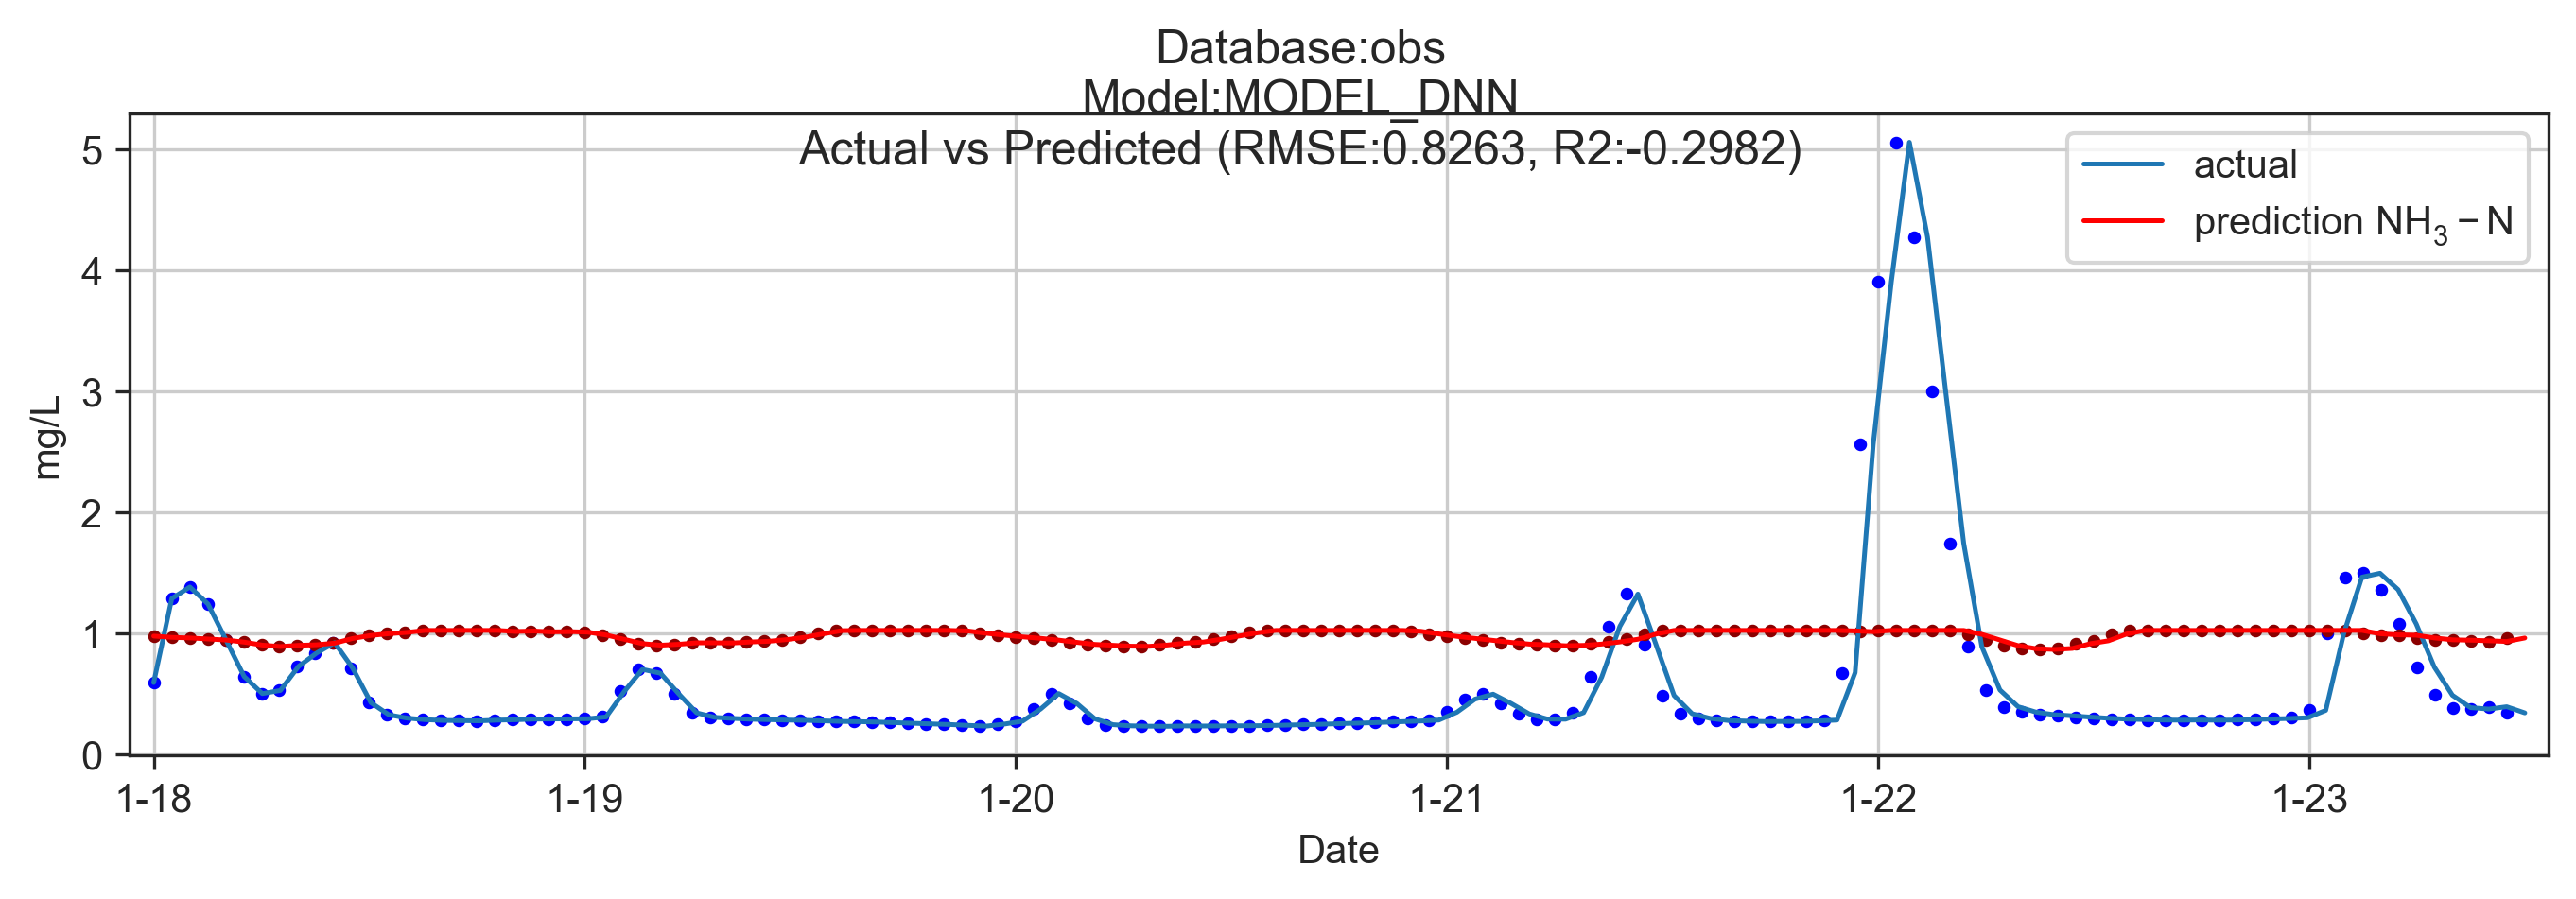 Database:obs
Model:MODEL_DNN
Actual vs Predicted (RMSE:0.8263, R2:-0.2982)
actual
prediction NH₃ – N
mg/L
5
4
3
2
1
0
1-18 1-19 1-20 1-21 1-22 1-23
Date